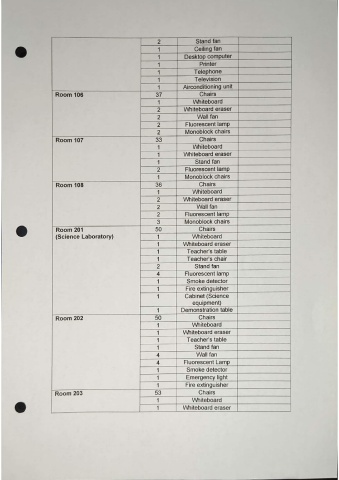 2 Stand fan
1 Ceiling fan
1 Desktop computer
1 Printer
1 Telephone
1 Television
1 Airconditioning unit
Room 106 37 Chairs
1 Whiteboard
2 Whiteboard eraser
2 Wall fan
2 Fluorescent lamp
2 Monoblock chairs
Room 107 33 Chairs
1 Whiteboard
1 Whiteboard eraser
1 Stand fan
2 Fluorescent lamp
1 Monoblock chairs
Room 108 36 Chairs
1 Whiteboard
2 Whiteboard eraser
2 Wall fan
2 Fluorescent lamp
3 Monoblock chairs
Room 201 50 Chairs
(Science Laboratory) 1 Whiteboard
1 Whiteboard eraser
1 Teacher's table
1 Teacher's chair
2 Stand fan
4 Fluorescent lamp
1 Smoke detector
1 Fire extinguisher
1 Cabinet (Science
equipment)
1 Demonstration table
Room 202 50 Chairs
1 Whiteboard
1 Whiteboard eraser
1 Teacher's table
1 Stand fan
4 Wall fan
4 Fluorescent Lamp
1 Smoke detector
1 Emergency light
1 Fire extinguisher
Room 203 53 Chairs
1 Whiteboard
1 Whiteboard eraser